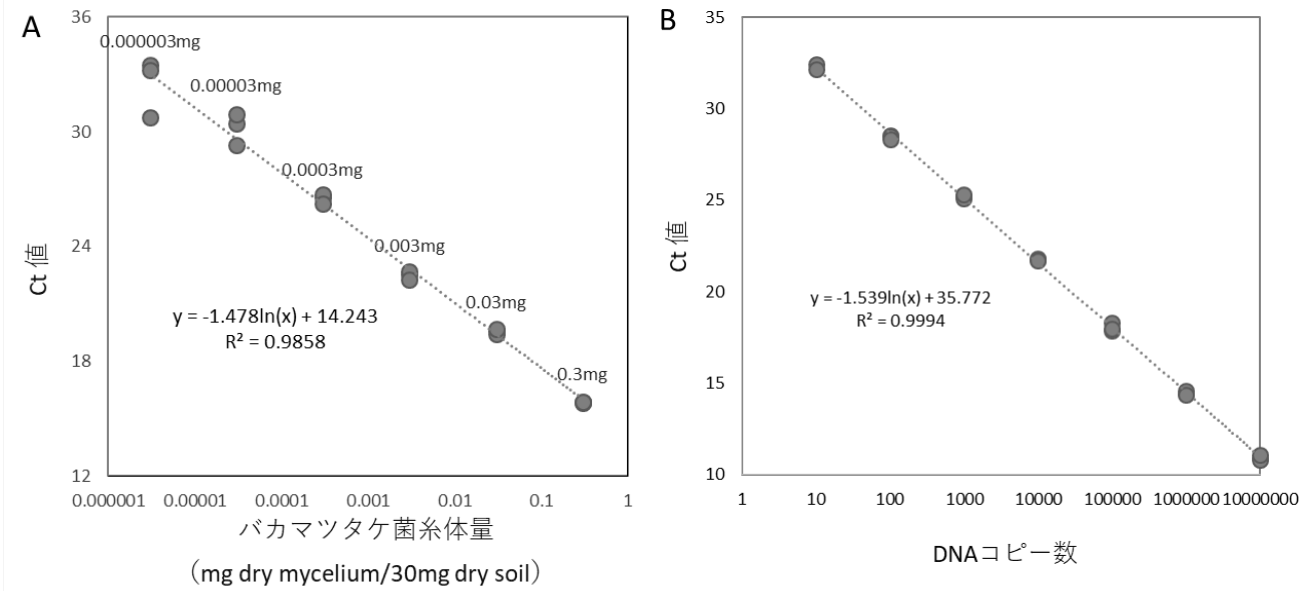 A
36
30
24
18
12
Ct 値
0.000003mg
0.00003mg
0.0003mg
0.003mg
0.03mg
0.3mg
y = -1.478ln(x) + 14.243
R² = 0.9858
0.000001 0.00001 0.0001 0.001 0.01 0.1 1
バカマツタケ菌糸体量
（mg dry mycelium/30mg dry soil）
B
35
30
25
20
15
10
Ct 値
y = -1.539ln(x) + 35.772
R² = 0.9994
1 10 100 1000 10000 100000 1000000 10000000
DNAコピー数